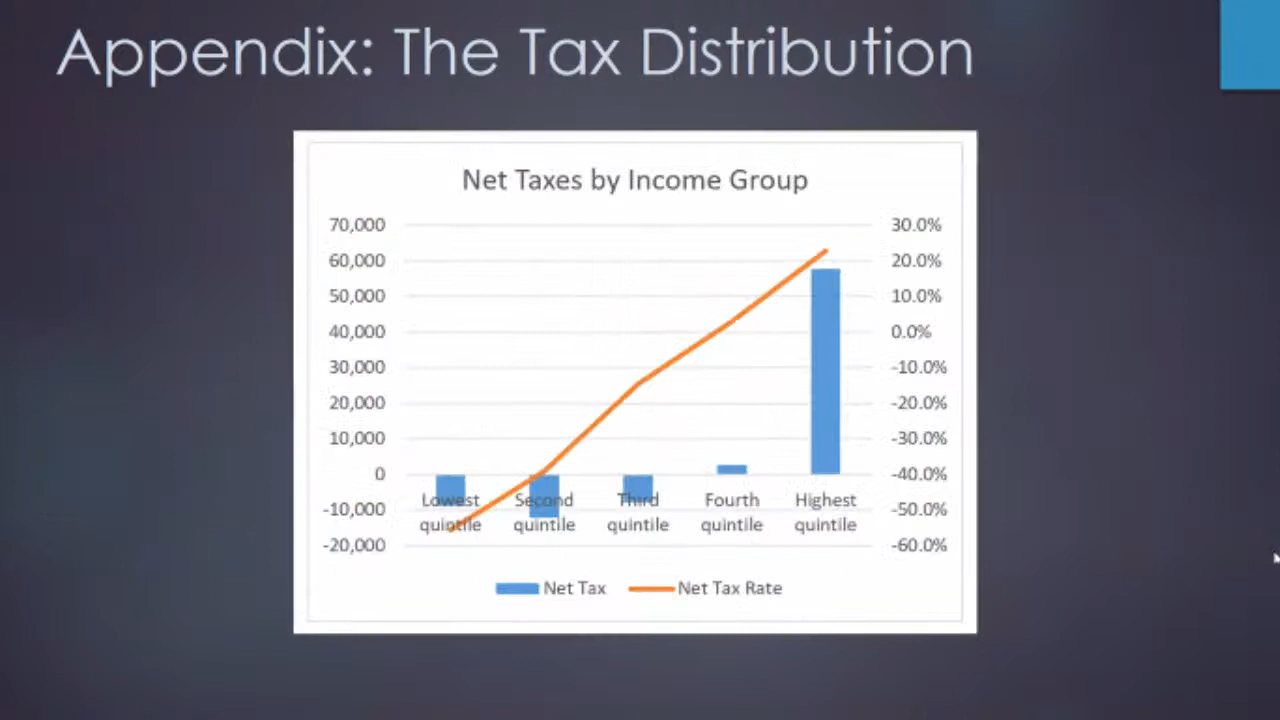 Appendix: The Tax Distribution
Net Taxes by Income Group
70,000 30.0%
60,000 20.0%
50,000 10.0%
40,000 0.0%
30,000 -10.0%
20,000 -20.0%
10,000 -30.0%
0 -40.0%
-10,000 -50.0%
-20,000 -60.0%
Lowest Second Third Fourth Highest
quintile quintile quintile quintile quintile
Net Tax Net Tax Rate